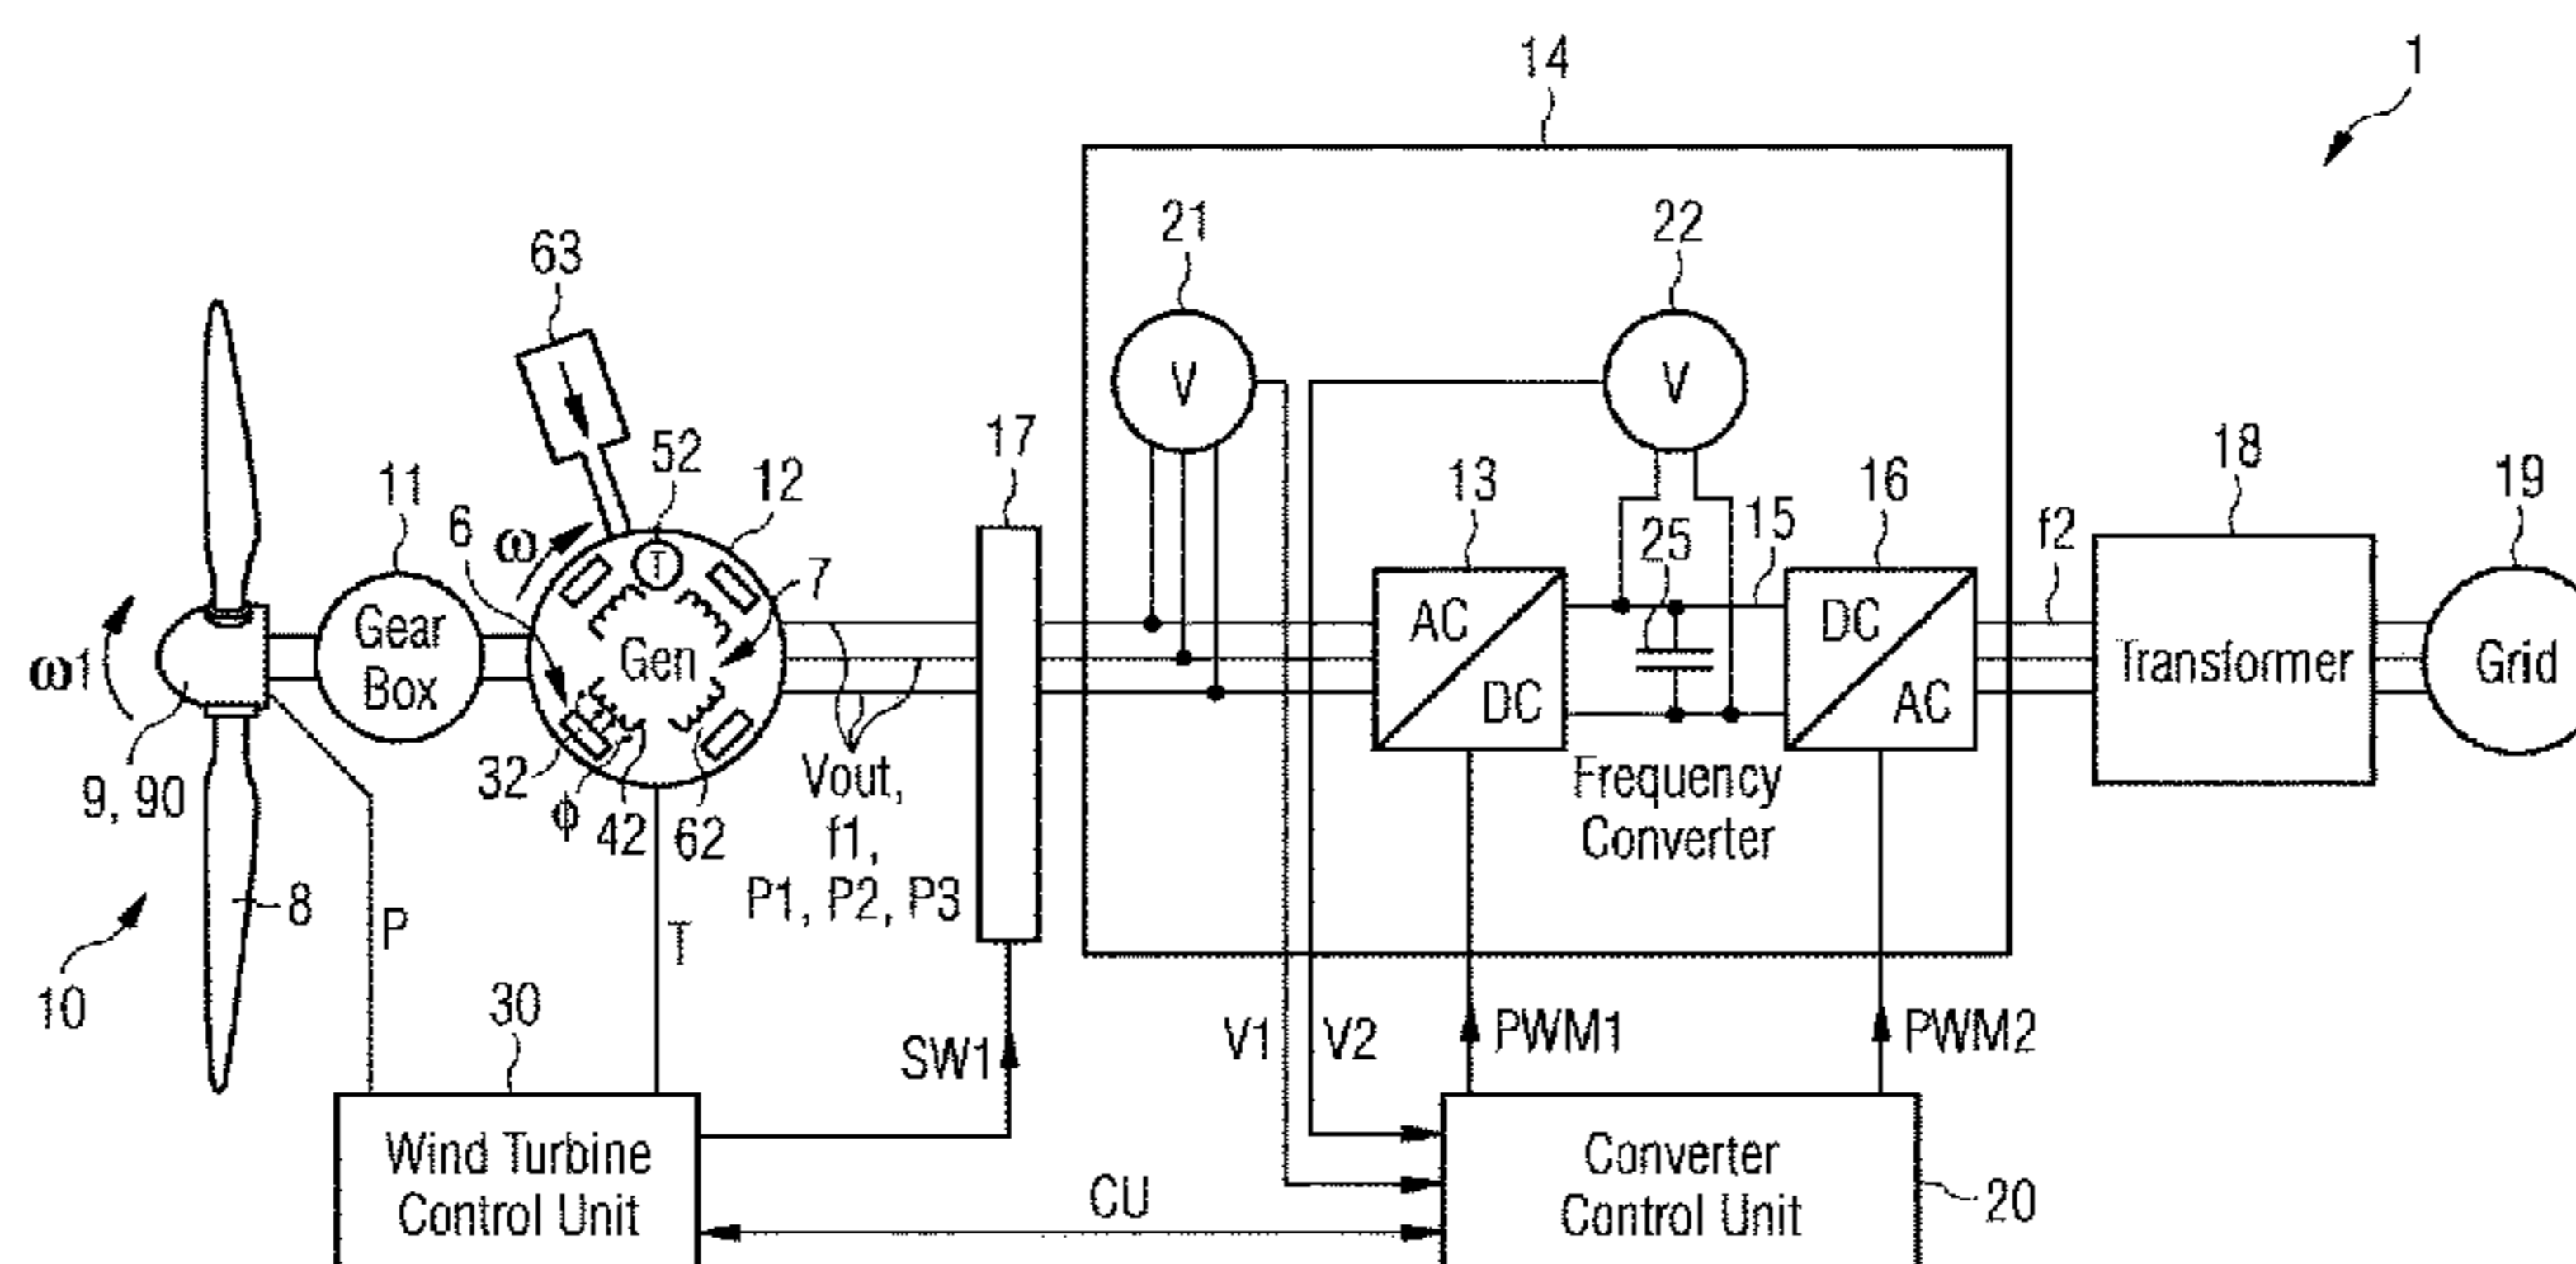 14
1
21
22
63
17
52
12
11
13
16
18
19
6
ω
T
25
15
f2
7
Gear
Box
Gen
AC
DC
DC
AC
Transformer
Grid
ω1
9, 90
32
ϕ
42
62
Vout,
f1,
P1, P2, P3
V
V
Frequency
Converter
8
P
T
10
30
SW1
V1
V2
PWM1
PWM2
Wind Turbine
Control Unit
CU
Converter
Control Unit
20